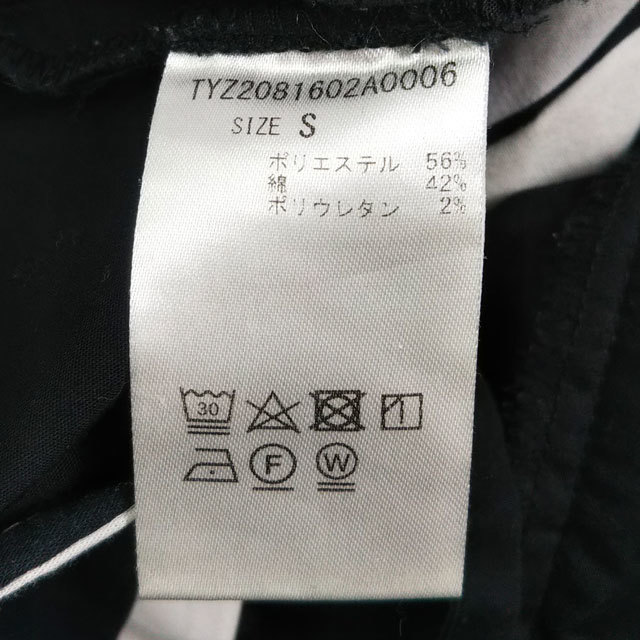 TYZ2081602A0006
SIZE S
ポリエステル 56%
綿 42%
ポリウレタン 2%
30
F W